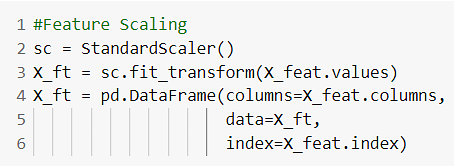 1 #Feature Scaling
2 sc = StandardScaler()
3 X_ft = sc.fit_transform(X_feat.values)
4 X_ft = pd.DataFrame(columns=X_feat.columns,
5                     data=X_ft,
6                     index=X_feat.index)